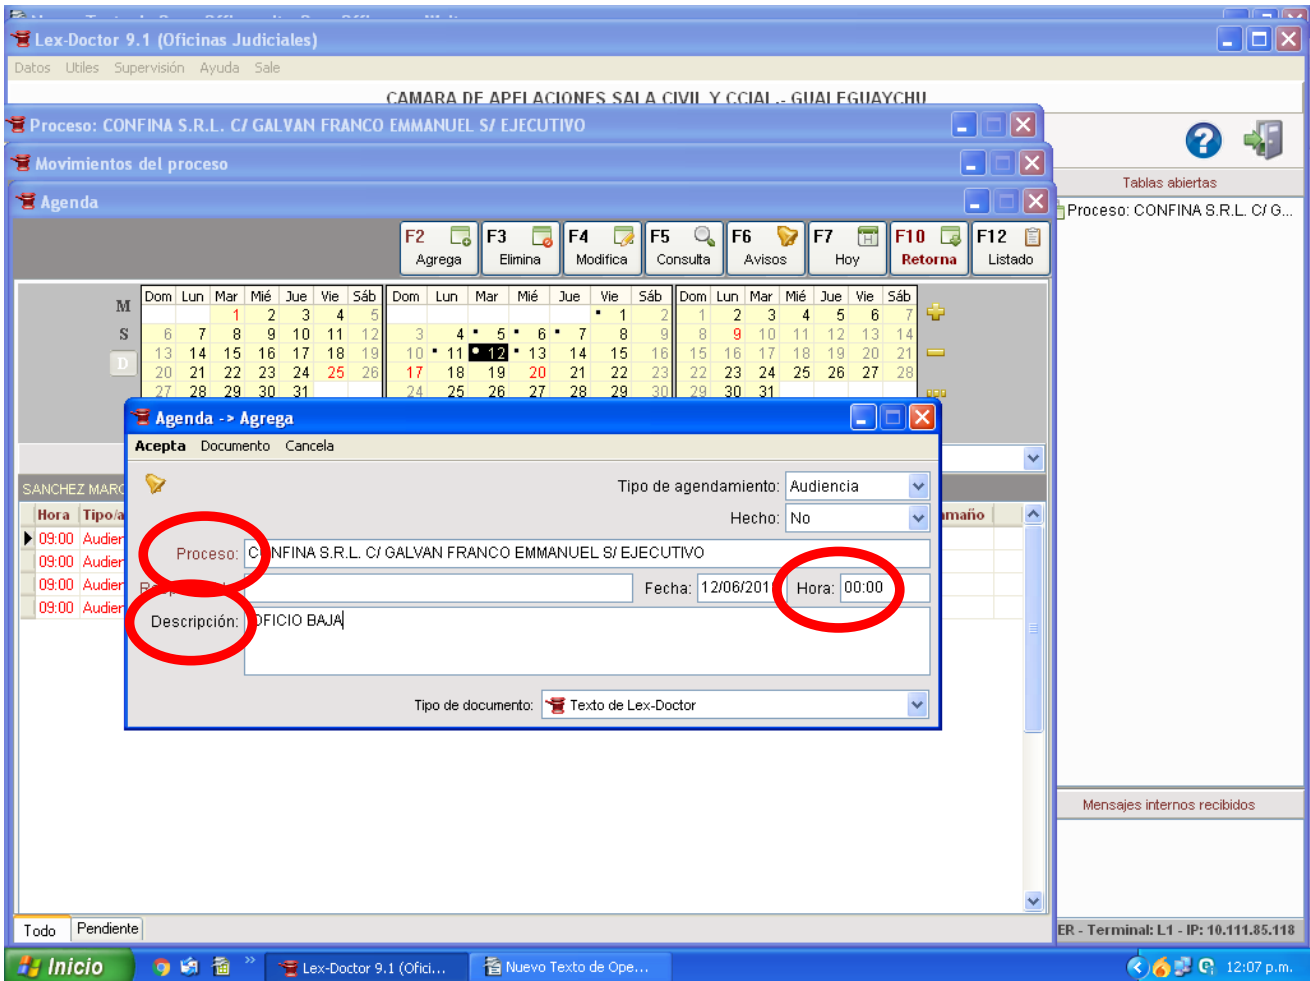 Lex-Doctor 9.1 (Oficinas Judiciales)
Datos Utiles Supervisión Ayuda Sale
CAMARA DE APELACIONES SALA CIVIL Y CCIAL.- GUALEGUAYCHU
Proceso: CONFINA S.R.L. C/ GALVAN FRANCO EMMANUEL S/ EJECUTIVO
Movimientos del proceso
Tablas abiertas
Agenda
Proceso: CONFINA S.R.L. C/ G...
F2 F3 F4 F5 F6 F7 F10 F12
Agrega Elimina Modifica Consulta Avisos Hoy Retorna Listado
M
S
D
Dom Lun Mar Mié Jue Vie Sáb Dom Lun Mar Mié Jue Vie Sáb Dom Lun Mar Mié Jue Vie Sáb
1 2 3 4 5 1 2 1 2 3 4 5 6 7
6 7 8 9 10 11 12 3 4 5 6 7 8 9 8 9 10 11 12 13 14
13 14 15 16 17 18 19 10 11 12 13 14 15 16 15 16 17 18 19 20 21
20 21 22 23 24 25 26 17 18 19 20 21 22 23 22 23 24 25 26 27 28
27 28 29 30 31 24 25 26 27 28 29 30 29 30 31
Agenda -> Agrega
Acepta Documento Cancela
SANCHEZ
Tipo de agendamiento: Audiencia
Hora
Hecho: No
09:00
Proceso: CONFINA S.R.L. C/ GALVAN FRANCO EMMANUEL S/ EJECUTIVO
09:00
09:00
Fecha: 12/06/201 Hora: 00:00
09:00
Descripción: OFICIO BAJA
Tipo de documento: Texto de Lex-Doctor
Mensajes internos recibidos
Todo Pendiente
ER - Terminal: L1 - IP: 10.111.85.118
Inicio Lex-Doctor 9.1 (Ofici... Nuevo Texto de Ope... 12:07 p.m.